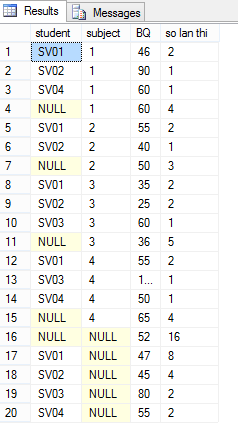 Results Messages
student subject BQ so lan thi
1 SV01 1 46 2
2 SV02 1 90 1
3 SV04 1 60 1
4 NULL 1 60 4
5 SV01 2 55 2
6 SV02 2 40 1
7 NULL 2 50 3
8 SV01 3 35 2
9 SV02 3 25 2
10 SV03 3 60 1
11 NULL 3 36 5
12 SV01 4 55 2
13 SV03 4 1... 1
14 SV04 4 50 1
15 NULL 4 65 4
16 NULL NULL 52 16
17 SV01 NULL 47 8
18 SV02 NULL 45 4
19 SV03 NULL 80 2
20 SV04 NULL 55 2